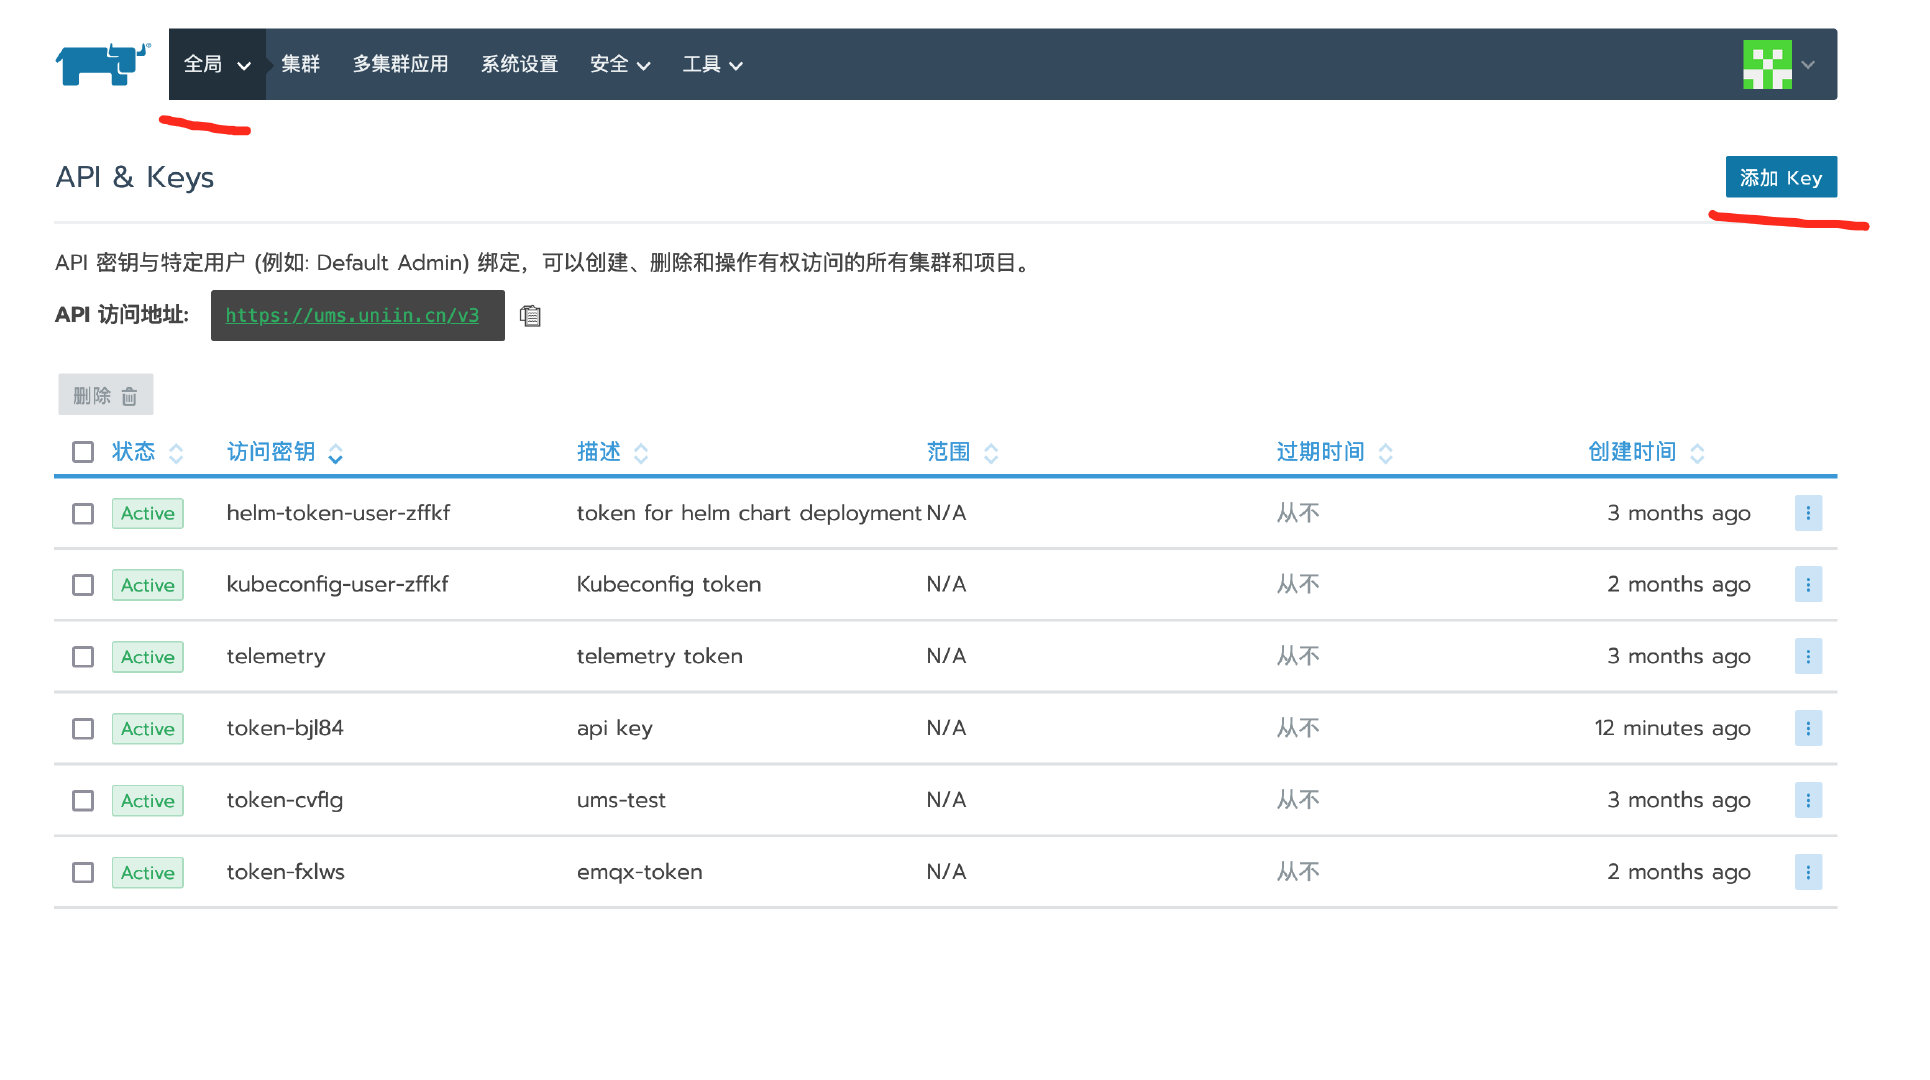 全局 集群 多集群应用 系统设置 安全 工具
API & Keys
添加 Key
API 密钥与特定用户 (例如: Default Admin) 绑定，可以创建、删除和操作有权访问的所有集群和项目。
API 访问地址: https://ums.uniin.cn/v3
删除
状态 访问密钥 描述 范围 过期时间 创建时间
Active helm-token-user-zffkf token for helm chart deployment N/A 从不 3 months ago
Active kubeconfig-user-zffkf Kubeconfig token N/A 从不 2 months ago
Active telemetry telemetry token N/A 从不 3 months ago
Active token-bjl84 api key N/A 从不 12 minutes ago
Active token-cvflg ums-test N/A 从不 3 months ago
Active token-fxlws emqx-token N/A 从不 2 months ago